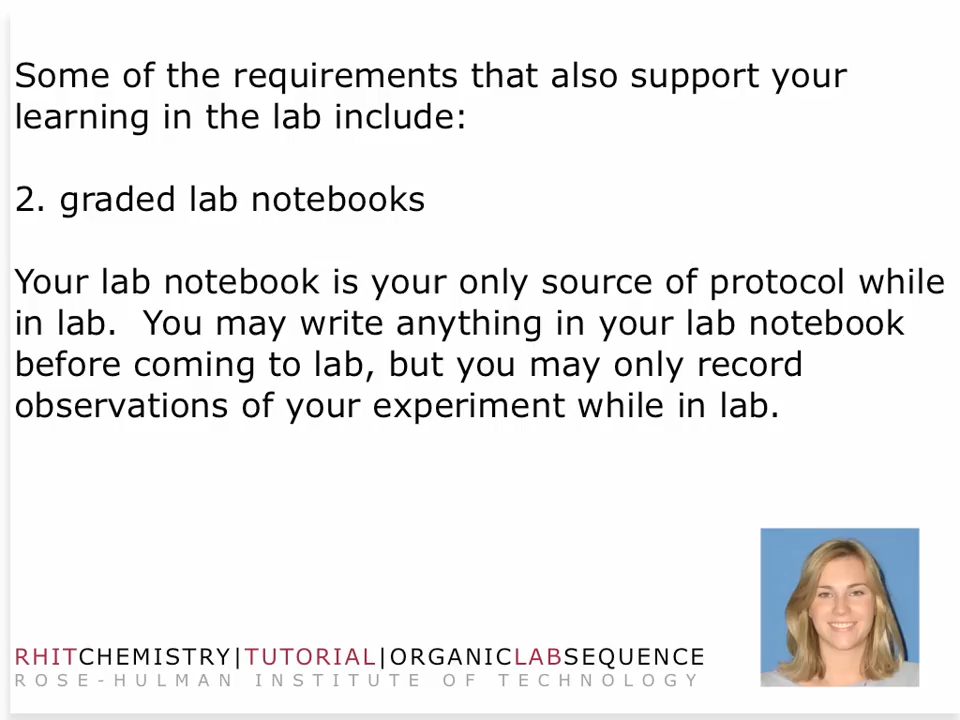 Some of the requirements that also support your
learning in the lab include:
2. graded lab notebooks
Your lab notebook is your only source of protocol while
in lab.  You may write anything in your lab notebook
before coming to lab, but you may only record
observations of your experiment while in lab.
RHITCHEMISTRY|TUTORIAL|ORGANICLABSEQUENCE
ROSE-HULMAN INSTITUTE OF TECHNOLOGY